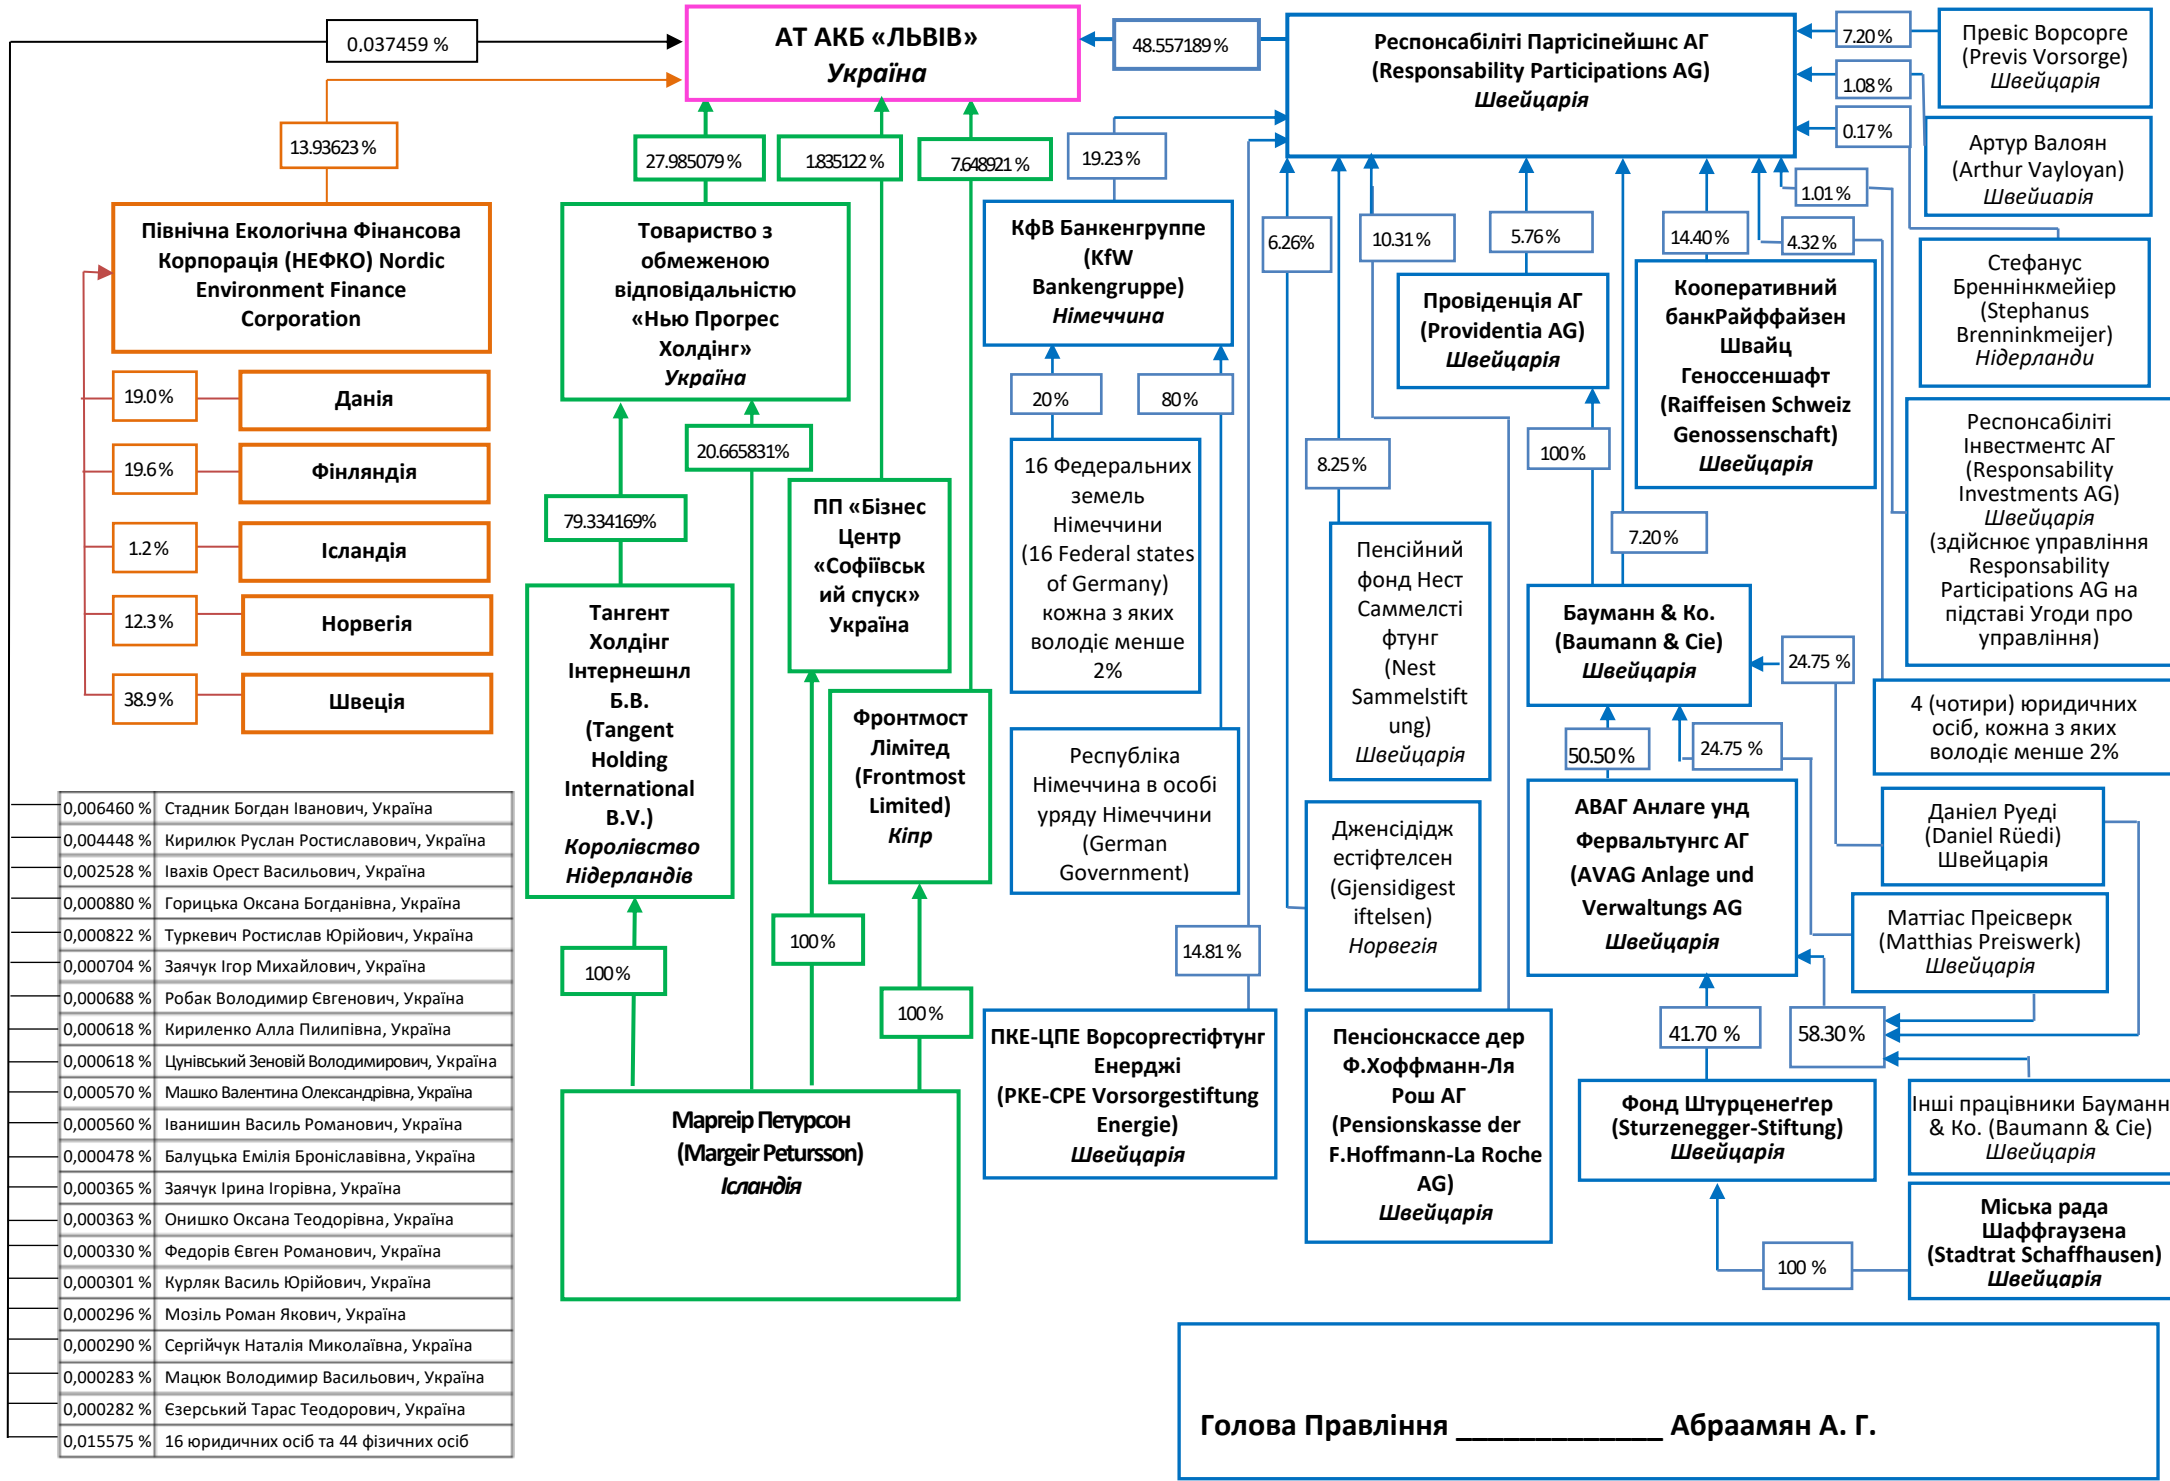 0,037459 %
АТ АКБ «ЛЬВІВ»
Україна
48.557189%
Респонсабіліті Партісіпейшнс АГ
(Responsability Participations AG)
Швейцарія
7.20 %
Превіс Ворсорге
(Previs Vorsorge)
Швейцарія
1.08 %
0.17 %
Артур Валоян
(Arthur Vayloyan)
Швейцарія
13.93623 %
27.985079 %
1.835122 %
7.648921 %
19.23 %
1.01 %
Північна Екологічна Фінансова
Корпорація (НЕФКО) Nordic
Environment Finance
Corporation
Товариство з
обмеженою
відповідальністю
«Нью Прогрес
Холдінг»
Україна
КфВ Банкенгруппе
(KfW
Bankengruppe)
Німеччина
6.26%
10.31 %
5.76 %
14.40 %
4.32 %
Стефанус
Бреннінкмейіер
(Stephanus
Brenninkmeijer)
Нідерланди
Провіденція АГ
(Providentia AG)
Швейцарія
Кооперативний
банкРайффайзен
Швайц
Геноссеншафт
(Raiffeisen Schweiz
Genossenschaft)
Швейцарія
19.0 %
Данія
19.6 %
Фінляндія
1.2 %
Ісландія
12.3 %
Норвегія
38.9 %
Швеція
20 %
80 %
20.665831%
79.334169%
8.25 %
100 %
7.20 %
16 Федеральних
земель
Німеччини
(16 Federal states
of Germany)
кожна з яких
володіє менше
2%
ПП «Бізнес
Центр
«Софіївськ
ий спуск»
Україна
Пенсійний
фонд Нест
Саммелсті
фтунг
(Nest
Sammelstift
ung)
Швейцарія
Респонсабіліті
Інвестментс АГ
(Responsability
Investments AG)
Швейцарія
(здійснює управління
Responsability
Participations AG на
підставі Угоди про
управління)
Тангент
Холдінг
Інтернешнл
Б.В.
(Tangent
Holding
International
B.V.)
Королівство
Нідерландів
Бауманн & Ко.
(Baumann & Cie)
Швейцарія
24.75 %
Фронтмост
Лімітед
(Frontmost
Limited)
Кіпр
4 (чотири) юридичних
осіб, кожна з яких
володіє менше 2%
50.50 %
24.75 %
Республіка
Німеччина в особі
уряду Німеччини
(German
Government)
АВАГ Анлаге унд
Фервальтунгс АГ
(AVAG Anlage und
Verwaltungs AG
Швейцарія
Даніел Руеді
(Daniel Rüedi)
Швейцарія
Дженсідідж
естіфтелсен
(Gjensidigest
iftelsen)
Норвегія
Маттіас Преісверк
(Matthias Preiswerk)
Швейцарія
100 %
100 %
100 %
14.81 %
41.70 %
58.30 %
ПКЕ-ЦПЕ Ворсоргестіфтунг
Енерджі
(PKE-CPE Vorsorgestiftung
Energie)
Швейцарія
Пенсіонскассе дер
Ф.Хоффманн-Ля
Рош АГ
(Pensionskasse der
F.Hoffmann-La Roche
AG)
Швейцарія
Маргеір Петурсон
(Margeir Petursson)
Ісландія
Фонд Штурценеґґер
(Sturzenegger-Stiftung)
Швейцарія
Інші працівники Бауманн
& Ко. (Baumann & Cie)
Швейцарія
100 %
Міська рада
Шаффгаузена
(Stadtrat Schaffhausen)
Швейцарія
0,006460 % Стадник Богдан Іванович, Україна
0,004448 % Кирилюк Руслан Ростиславович, Україна
0,002528 % Івахів Орест Васильович, Україна
0,000880 % Горицька Оксана Богданівна, Україна
0,000822 % Туркевич Ростислав Юрійович, Україна
0,000704 % Заячук Ігор Михайлович, Україна
0,000688 % Робак Володимир Євгенович, Україна
0,000618 % Кириленко Алла Пилипівна, Україна
0,000618 % Цунівський Зеновій Володимирович, Україна
0,000570 % Машко Валентина Олександрівна, Україна
0,000560 % Іванишин Василь Романович, Україна
0,000478 % Балуцька Емілія Броніславівна, Україна
0,000365 % Заячук Ірина Ігорівна, Україна
0,000363 % Онишко Оксана Теодорівна, Україна
0,000330 % Федорів Євген Романович, Україна
0,000301 % Курляк Василь Юрійович, Україна
0,000296 % Мозіль Роман Якович, Україна
0,000290 % Сергійчук Наталія Миколаївна, Україна
0,000283 % Мацюк Володимир Васильович, Україна
0,000282 % Єзерський Тарас Теодорович, Україна
0,015575 % 16 юридичних осіб та 44 фізичних осіб
Голова Правління _____________ Абраамян А. Г.